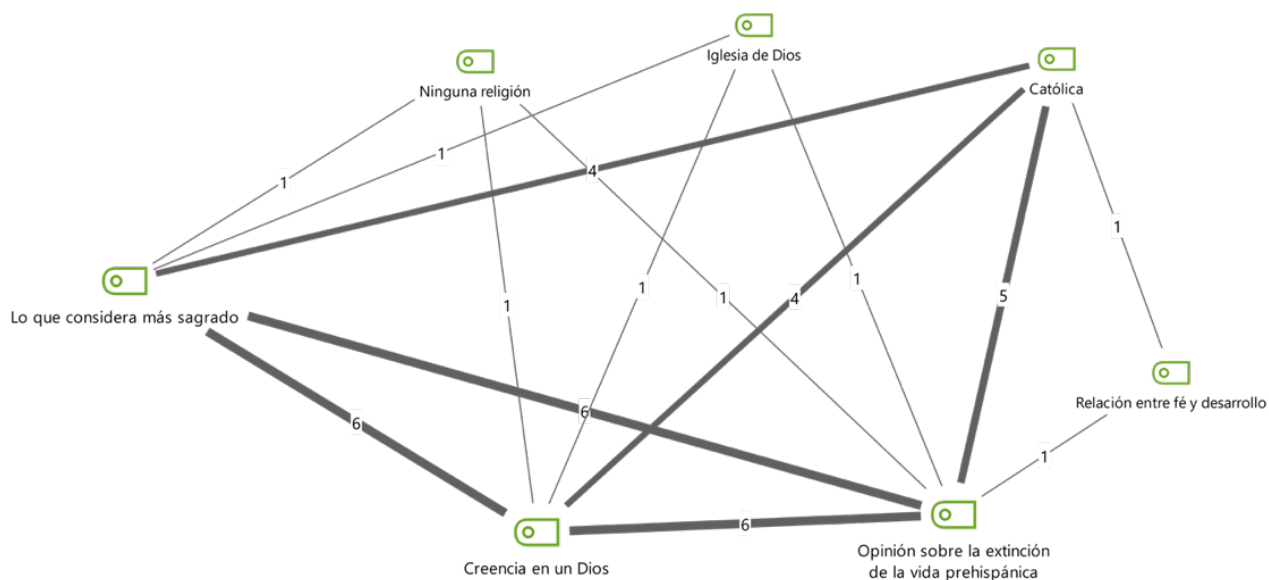 Iglesia de Dios
Ninguna religión
Católica
1
1
4
1
Lo que considera más sagrado
1
1
1
1
4
5
Relación entre fé y desarrollo
6
6
1
6
Opinión sobre la extinción
de la vida prehispánica
Creencia en un Dios